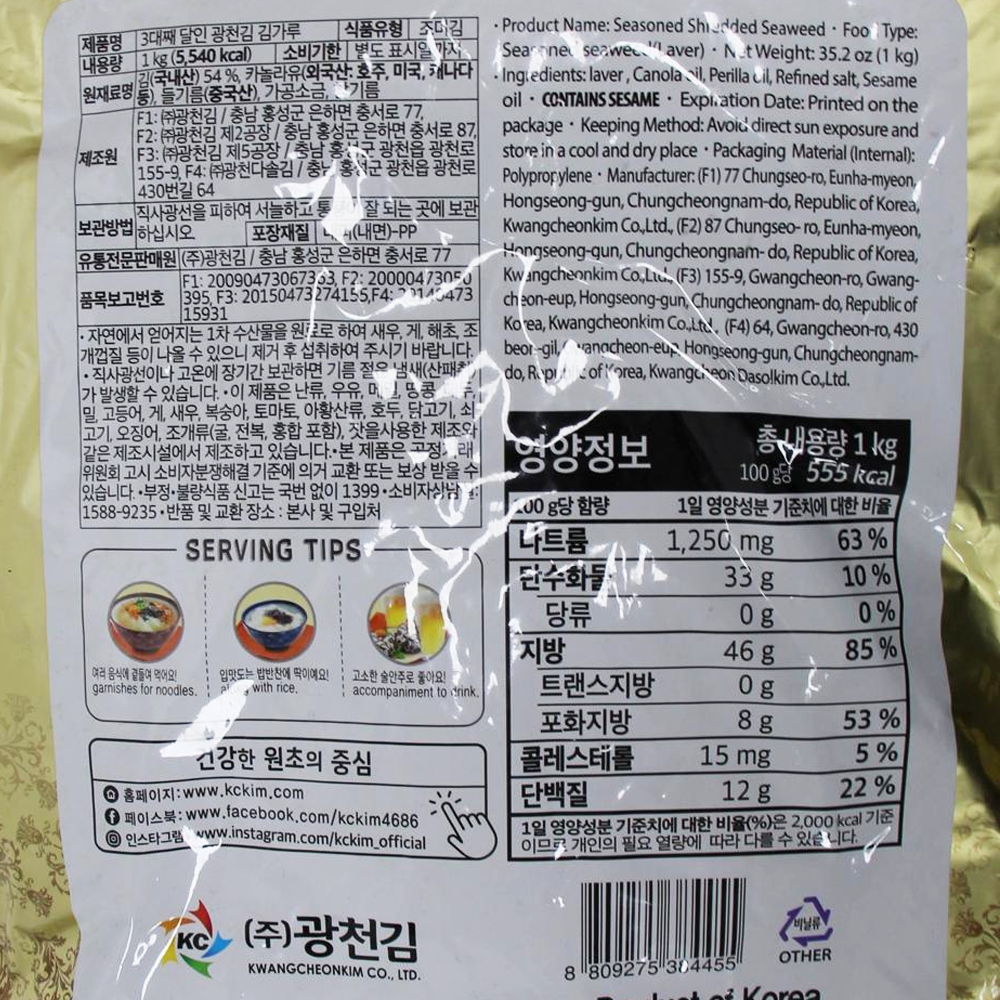 제품명 3대째 달인 광천김 김가루 식품유형 조미김
내용량 1 kg (5,540 kcal) 소비기한 별도 표시일까지
원재료명 김(국내산) 54 %, 카놀라유(외국산: 호주, 미국, 캐나다
등), 들기름(중국산), 가공소금, 참기름
제조원 F1: ㈜광천김 / 충남 홍성군 은하면 충서로 77,
F2: ㈜광천김 제2공장 / 충남 홍성군 은하면 충서로 87,
F3: ㈜광천김 제5공장 / 충남 홍성군 광천읍 광천로
155-9, F4: ㈜광천다솔김 / 충남 홍성군 광천읍 광천로
430번길 64
보관방법 직사광선을 피하여 서늘하고 잘 되는 곳에 보관
하십시오 포장재질 (내면)-PP
유통전문판매원 (주)광천김 / 충남 홍성군 은하면 충서로 77
품목보고번호 F1: F2:
395, F3: 20150473274155, F4:
15931
· 자연에서 얻어지는 1차 수산물을 원료로 하여 새우, 게, 해초, 조
개껍질 등이 나올 수 있으니 제거 후 섭취하여 주시기 바랍니다.
• 직사광선이나 고온에 장기간 보관하면 기름 절은 냄새(산패취)
가 발생할 수 있습니다. • 이 제품은 난류, 우유, 메밀, 땅콩, 대두,
밀, 고등어, 게, 새우, 복숭아, 토마토, 아황산류, 호두, 닭고기, 쇠
고기, 오징어, 조개류(굴, 전복, 홍합 포함), 잣을사용한 제조와
같은 제조시설에서 제조하고 있습니다.• 본 제품은 공정거래
위원회 고시 소비자분쟁해결 기준에 의거 교환 또는 보상 받을 수
있습니다. •부정·불량식품 신고는 국번 없이 1399 •소비자상담실:
1588-9235 • 반품 및 교환 장소 : 본사 및 구입처
SERVING TIPS
여러 음식에 곁들여 먹어요!
garnishes for noodles.
입맛도는 밥반찬에 딱이예요!
along with rice.
고소한 술안주로 좋아요!
accompaniment to drink.
건강한 원초의 중심
홈페이지: www.kckim.com
페이스북: www.facebook.com/kckim4686
인스타그램: www.instagram.com/kckim_official
KC (주)광천김
KWANGCHEONKIM CO., LTD.
· Product Name: Seasoned Shredded Seaweed · Food Type:
Seasoned seaweed(Laver) · Net Weight: 35.2 oz (1 kg)
· Ingredients: laver, Canola oil, Perilla oil, Refined salt, Sesame
oil · CONTAINS SESAME · Expiration Date: Printed on the
package · Keeping Method: Avoid direct sun exposure and
store in a cool and dry place · Packaging Material (Internal):
Polypropylene · Manufacturer: (F1) 77 Chungseo-ro, Eunha-myeon,
Hongseong-gun, Chungcheongnam-do, Republic of Korea,
Kwangcheonkim Co.,Ltd., (F2) 87 Chungseo- ro, Eunha-myeon,
Hongseong-gun, Chungcheongnam- do, Republic of Korea,
Kwangcheonkim Co.,Ltd., (F3) 155-9, Gwangcheon-ro, Gwang-
cheon-eup, Hongseong-gun, Chungcheongnam- do, Republic of
Korea, Kwangcheonkim Co.,Ltd., (F4) 64, Gwangcheon-ro, 430
beon-gil, Gwangcheon-eup, Hongseong-gun, Chungcheongnam-
do, Republic of Korea, Kwangcheon Dasolkim Co.,Ltd.
영양정보 총 내용량 1 kg
100 g당 555 kcal
100 g당 함량 1일 영양성분 기준치에 대한 비율
나트륨 1,250 mg 63 %
탄수화물 33 g 10 %
당류 0 g 0 %
지방 46 g 85 %
트랜스지방 0 g
포화지방 8 g 53 %
콜레스테롤 15 mg 5 %
단백질 12 g 22 %
1일 영양성분 기준치에 대한 비율(%)은 2,000 kcal 기준
이므로 개인의 필요 열량에 따라 다를 수 있습니다.
8 809275 304455
비닐류
OTHER
Product of Korea